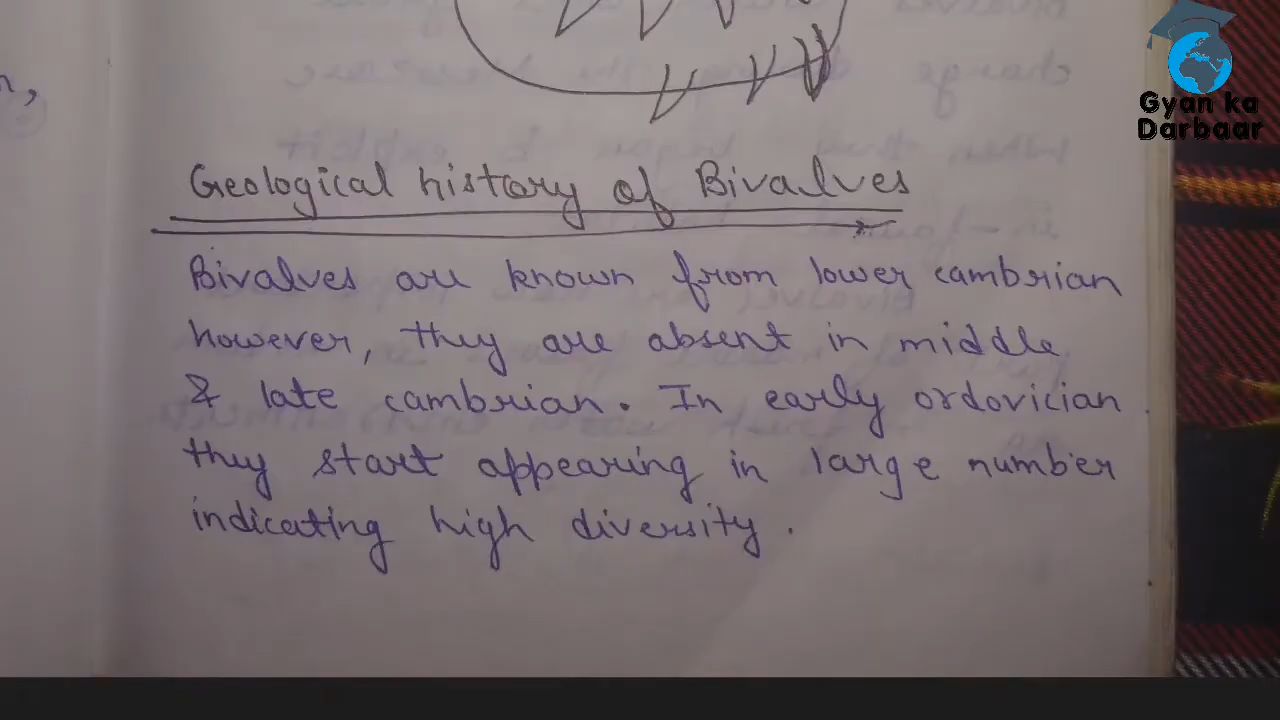 n,
Gyan ka
Darbaar
Geological history of Bivalves
Bivalves are known from lower cambrian
however, they are absent in middle
& late cambrian. In early ordovician
they start appearing in large number
indicating high diversity.